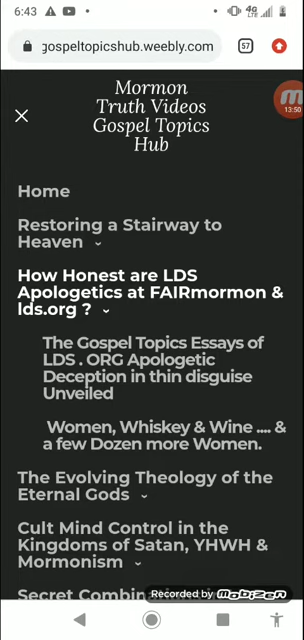 6:43
4G
LTE
gospeltopicshub.weebly.com
57
Mormon
Truth Videos
Gospel Topics
Hub
13:50
Home
Restoring a Stairway to
Heaven
How Honest are LDS
Apologetics at FAIRmormon &
lds.org ?
The Gospel Topics Essays of
LDS . ORG Apologetic
Deception in thin disguise
Unveiled
Women, Whiskey & Wine .... &
a few Dozen more Women.
The Evolving Theology of the
Eternal Gods
Cult Mind Control in the
Kingdoms of Satan, YHWH &
Mormonism
Secret
Recorded by mobizen